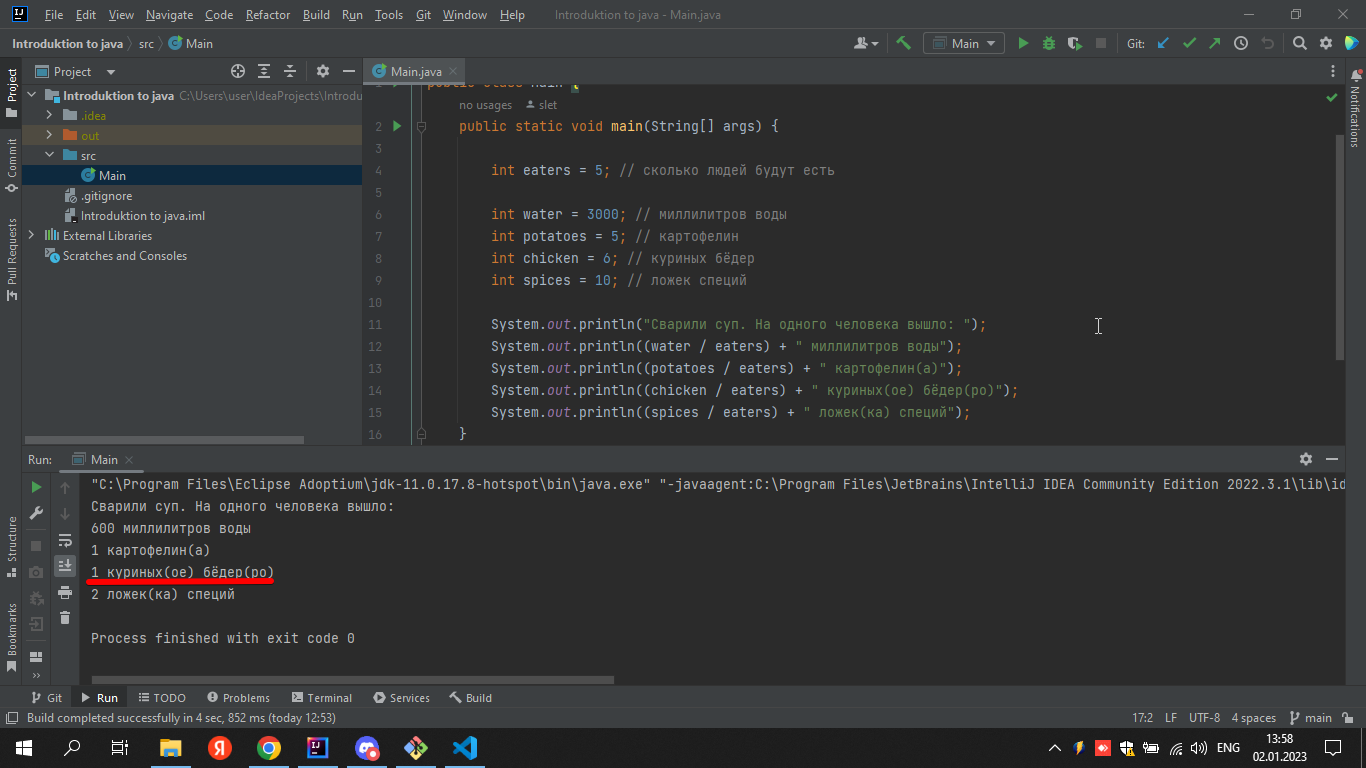 File Edit View Navigate Code Refactor Build Run Tools Git Window Help Introduktion to java - Main.java
Introduktion to java src Main Main Git:
Project Main.java
Introduktion to java C:\Users\user\IdeaProjects\Introdu
.idea
out
src
Main
.gitignore
Introduktion to java.iml
External Libraries
Scratches and Consoles
Project
Commit
Pull Requests
Structure
Bookmarks
Notifications
public class Main {
no usages slet
2 public static void main(String[] args) {
3
4 int eaters = 5; // сколько людей будут есть
5
6 int water = 3000; // миллилитров воды
7 int potatoes = 5; // картофелин
8 int chicken = 6; // куриных бёдер
9 int spices = 10; // ложек специй
10
11 System.out.println("Сварили суп. На одного человека вышло: ");
12 System.out.println((water / eaters) + " миллилитров воды");
13 System.out.println((potatoes / eaters) + " картофелин(а)");
14 System.out.println((chicken / eaters) + " куриных(ое) бёдер(ро)");
15 System.out.println((spices / eaters) + " ложек(ка) специй");
16 }
Run: Main
"C:\Program Files\Eclipse Adoptium\jdk-11.0.17.8-hotspot\bin\java.exe" "-javaagent:C:\Program Files\JetBrains\IntelliJ IDEA Community Edition 2022.3.1\lib\id
Сварили суп. На одного человека вышло:
600 миллилитров воды
1 картофелин(а)
1 куриных(ое) бёдер(ро)
2 ложек(ка) специй
Process finished with exit code 0
Git Run TODO Problems Terminal Services Build
Build completed successfully in 4 sec, 852 ms (today 12:53) 17:2 LF UTF-8 4 spaces main
ENG 13:58
02.01.2023